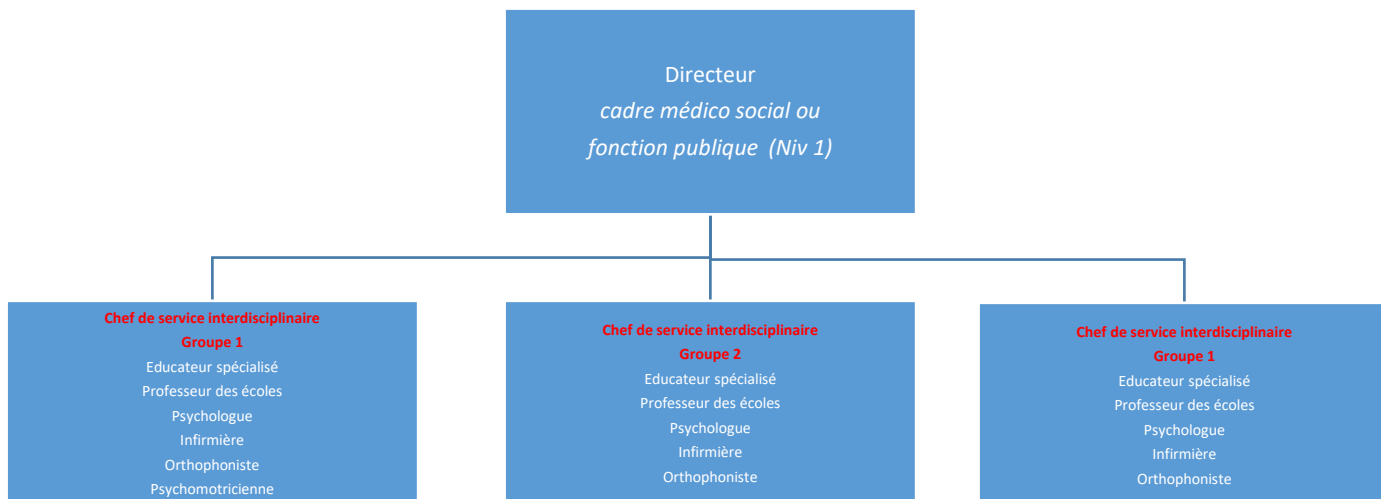 Directeur
cadre médico social ou
fonction publique (Niv 1)
Chef de service interdisciplinaire
Groupe 1
Educateur spécialisé
Professeur des écoles
Psychologue
Infirmière
Orthophoniste
Psychomotricienne
Chef de service interdisciplinaire
Groupe 2
Educateur spécialisé
Professeur des écoles
Psychologue
Infirmière
Orthophoniste
Chef de service interdisciplinaire
Groupe 1
Educateur spécialisé
Professeur des écoles
Psychologue
Infirmière
Orthophoniste